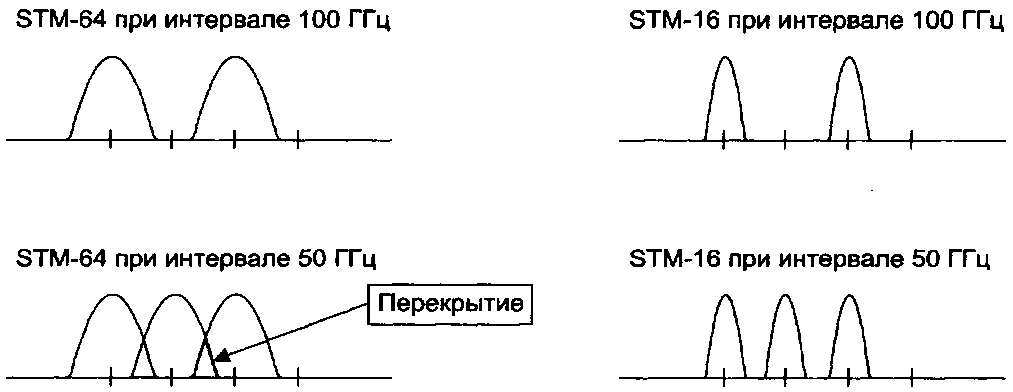 STM-64 при интервале 100 ГГц
STM-16 при интервале 100 ГГц
STM-64 при интервале 50 ГГц
STM-16 при интервале 50 ГГц
Перекрытие